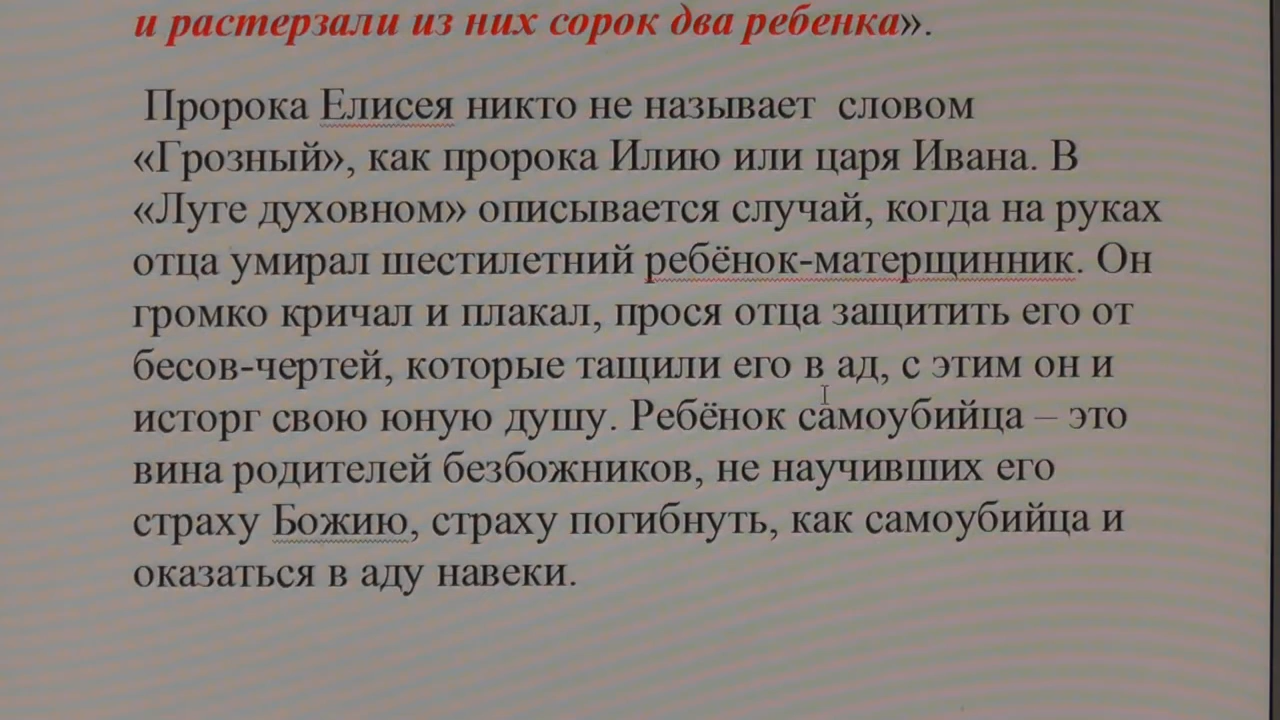 и растерзали из них сорок два ребенка».
Пророка Елисея никто не называет словом
«Грозный», как пророка Илию или царя Ивана. В
«Луге духовном» описывается случай, когда на руках
отца умирал шестилетний ребёнок-матерщинник. Он
громко кричал и плакал, прося отца защитить его от
бесов-чертей, которые тащили его в ад, с этим он и
исторг свою юную душу. Ребёнок самоубийца – это
вина родителей безбожников, не научивших его
страху Божию, страху погибнуть, как самоубийца и
оказаться в аду навеки.